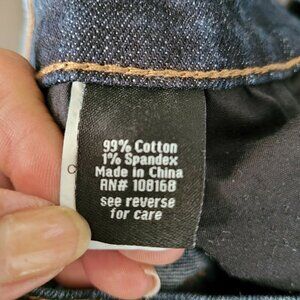 99% Cotton
1% Spandex
Made in China
RN# 108168
see reverse
for care